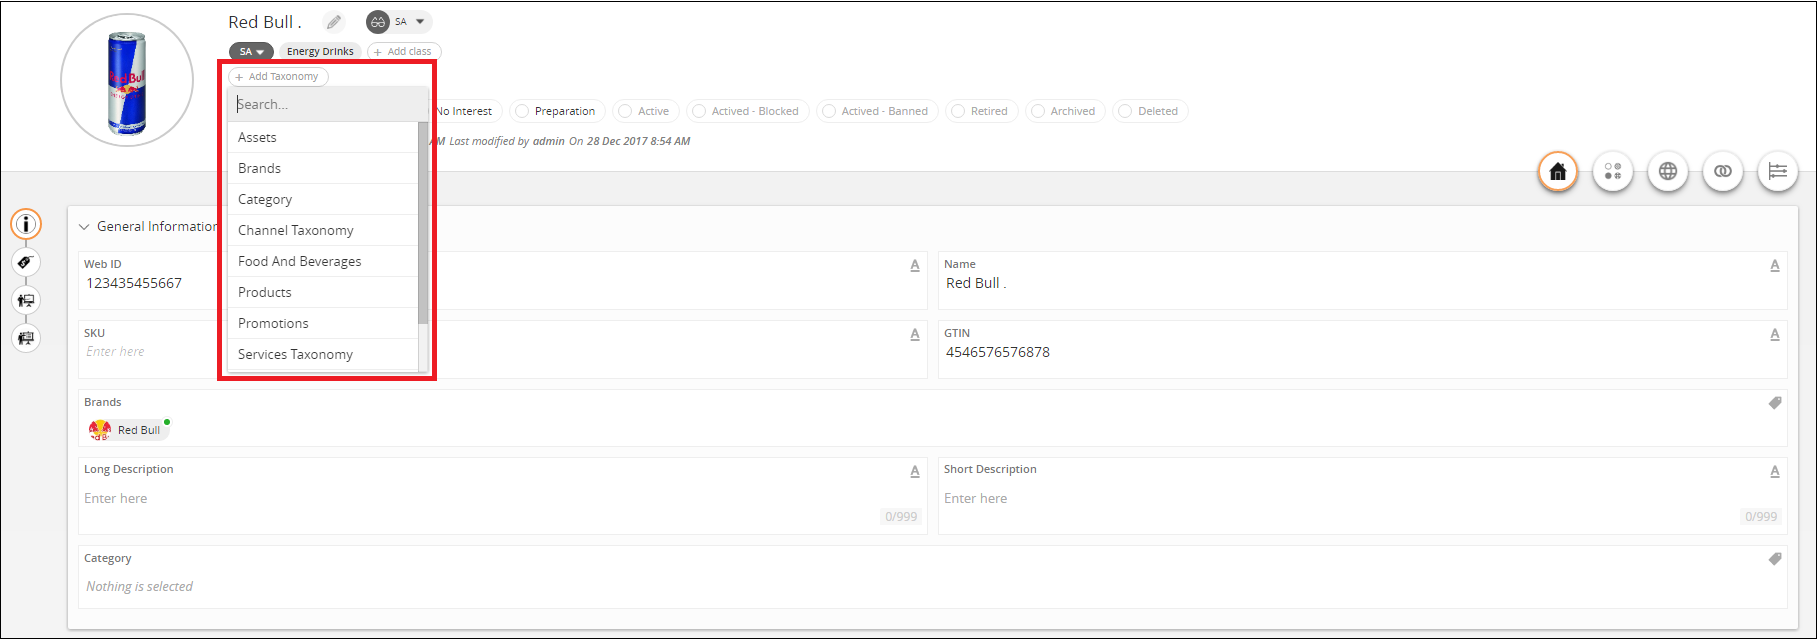 Red Bull .
SA
SA
Energy Drinks
+ Add class
+ Add Taxonomy
Search...
Assets
Brands
Category
Channel Taxonomy
Food And Beverages
Products
Promotions
Services Taxonomy
No Interest
Preparation
Active
Actived - Blocked
Actived - Banned
Retired
Archived
Deleted
AM Last modified by admin On 28 Dec 2017 8:54 AM
General Information
Web ID
123435455667
Name
Red Bull .
SKU
Enter here
GTIN
4546576576878
Brands
Red Bull
Long Description
Enter here
0/999
Short Description
Enter here
0/999
Category
Nothing is selected